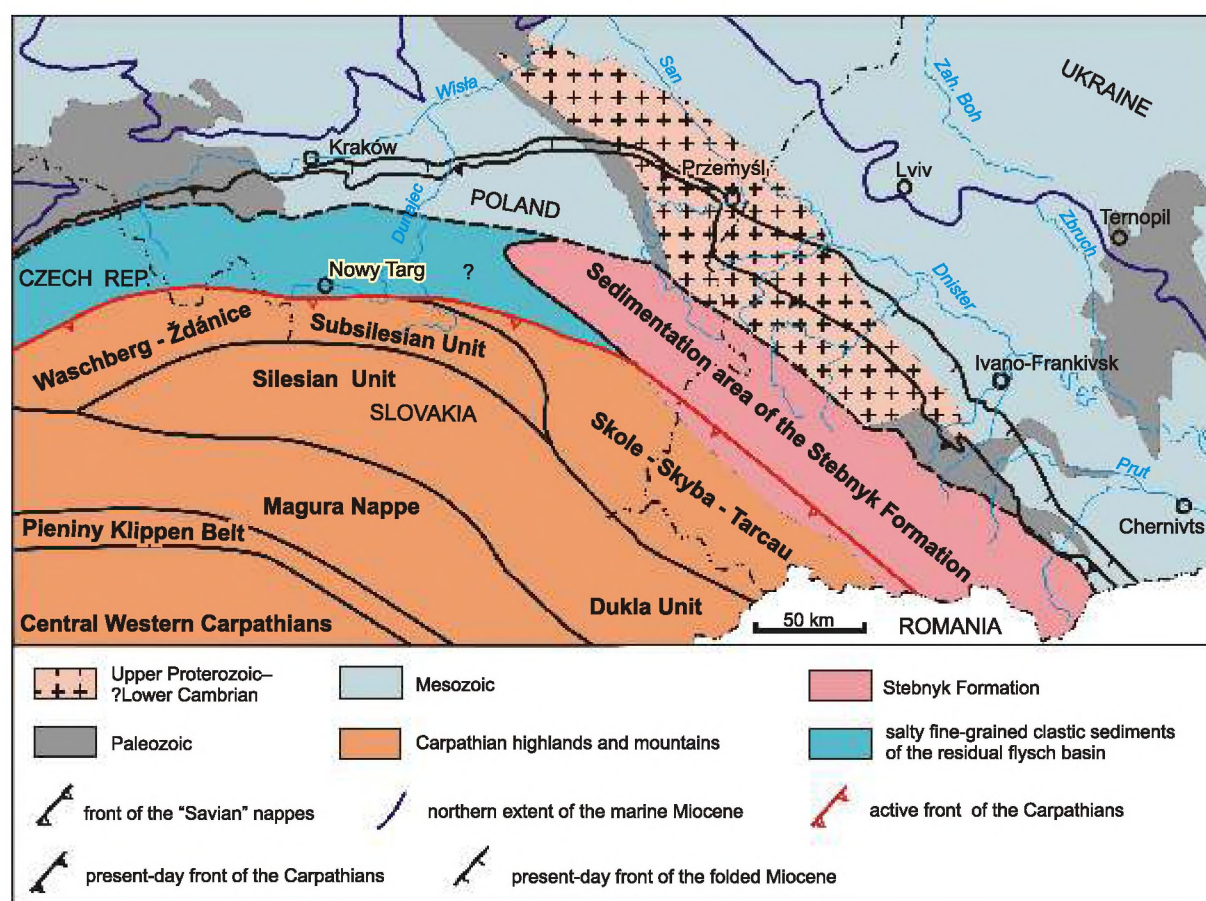 UKRAINE
Zah. Boh
San
Wisła
Kraków
Przemyśl
Lviv
Dunajec
POLAND
Ternopil
Zbruch
CZECH REP.
Nowy Targ
?
Dnister
Sedimentation area of the Stebnyk Formation
Waschberg - Ždánice
Subsilesian Unit
Ivano-Frankivsk
Silesian Unit
SLOVAKIA
Skole - Skyba - Tarcau
Prut
Magura Nappe
Chernivts
Pieniny Klippen Belt
Dukla Unit
50 km
ROMANIA
Central Western Carpathians
Upper Proterozoic–
?Lower Cambrian
Mesozoic
Stebnyk Formation
Paleozoic
Carpathian highlands and mountains
salty fine-grained clastic sediments
of the residual flysch basin
front of the “Savian” nappes
northern extent of the marine Miocene
active front of the Carpathians
present-day front of the Carpathians
present-day front of the folded Miocene